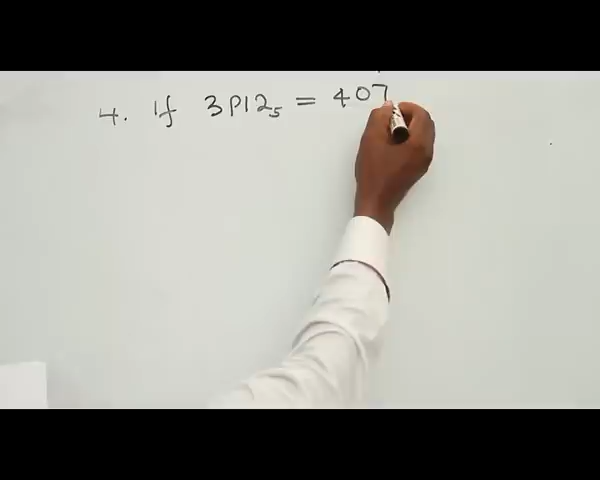 4. If 3P12₅ = 407